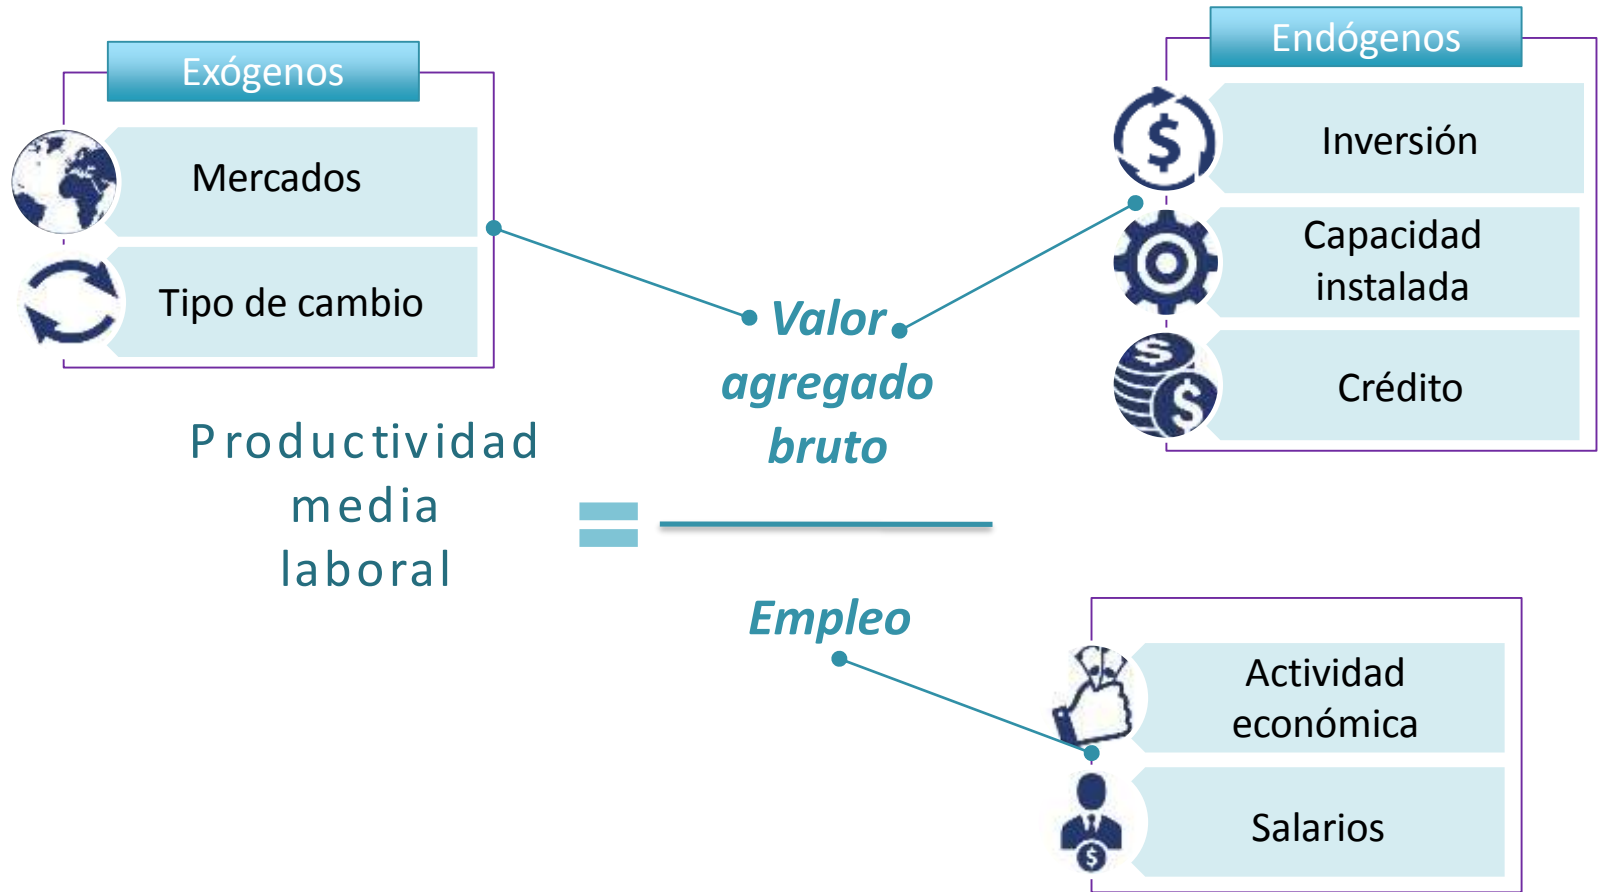 Exógenos
Mercados
Tipo de cambio
Endógenos
Inversión
Capacidad
instalada
Crédito
Productividad
media
laboral
=
Valor
agregado
bruto
Empleo
Actividad
económica
Salarios
$
$
$
$